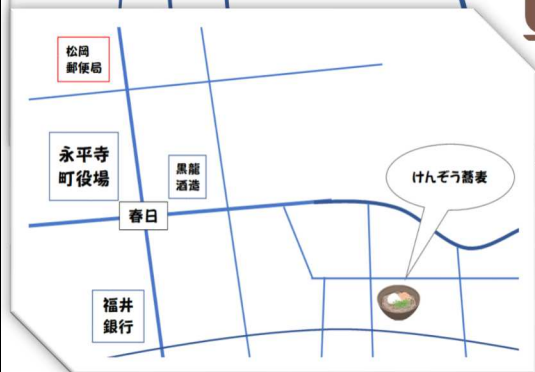 松岡
郵便局
永平寺
町役場
黒龍
酒造
けんぞう蕎麦
春日
福井
銀行